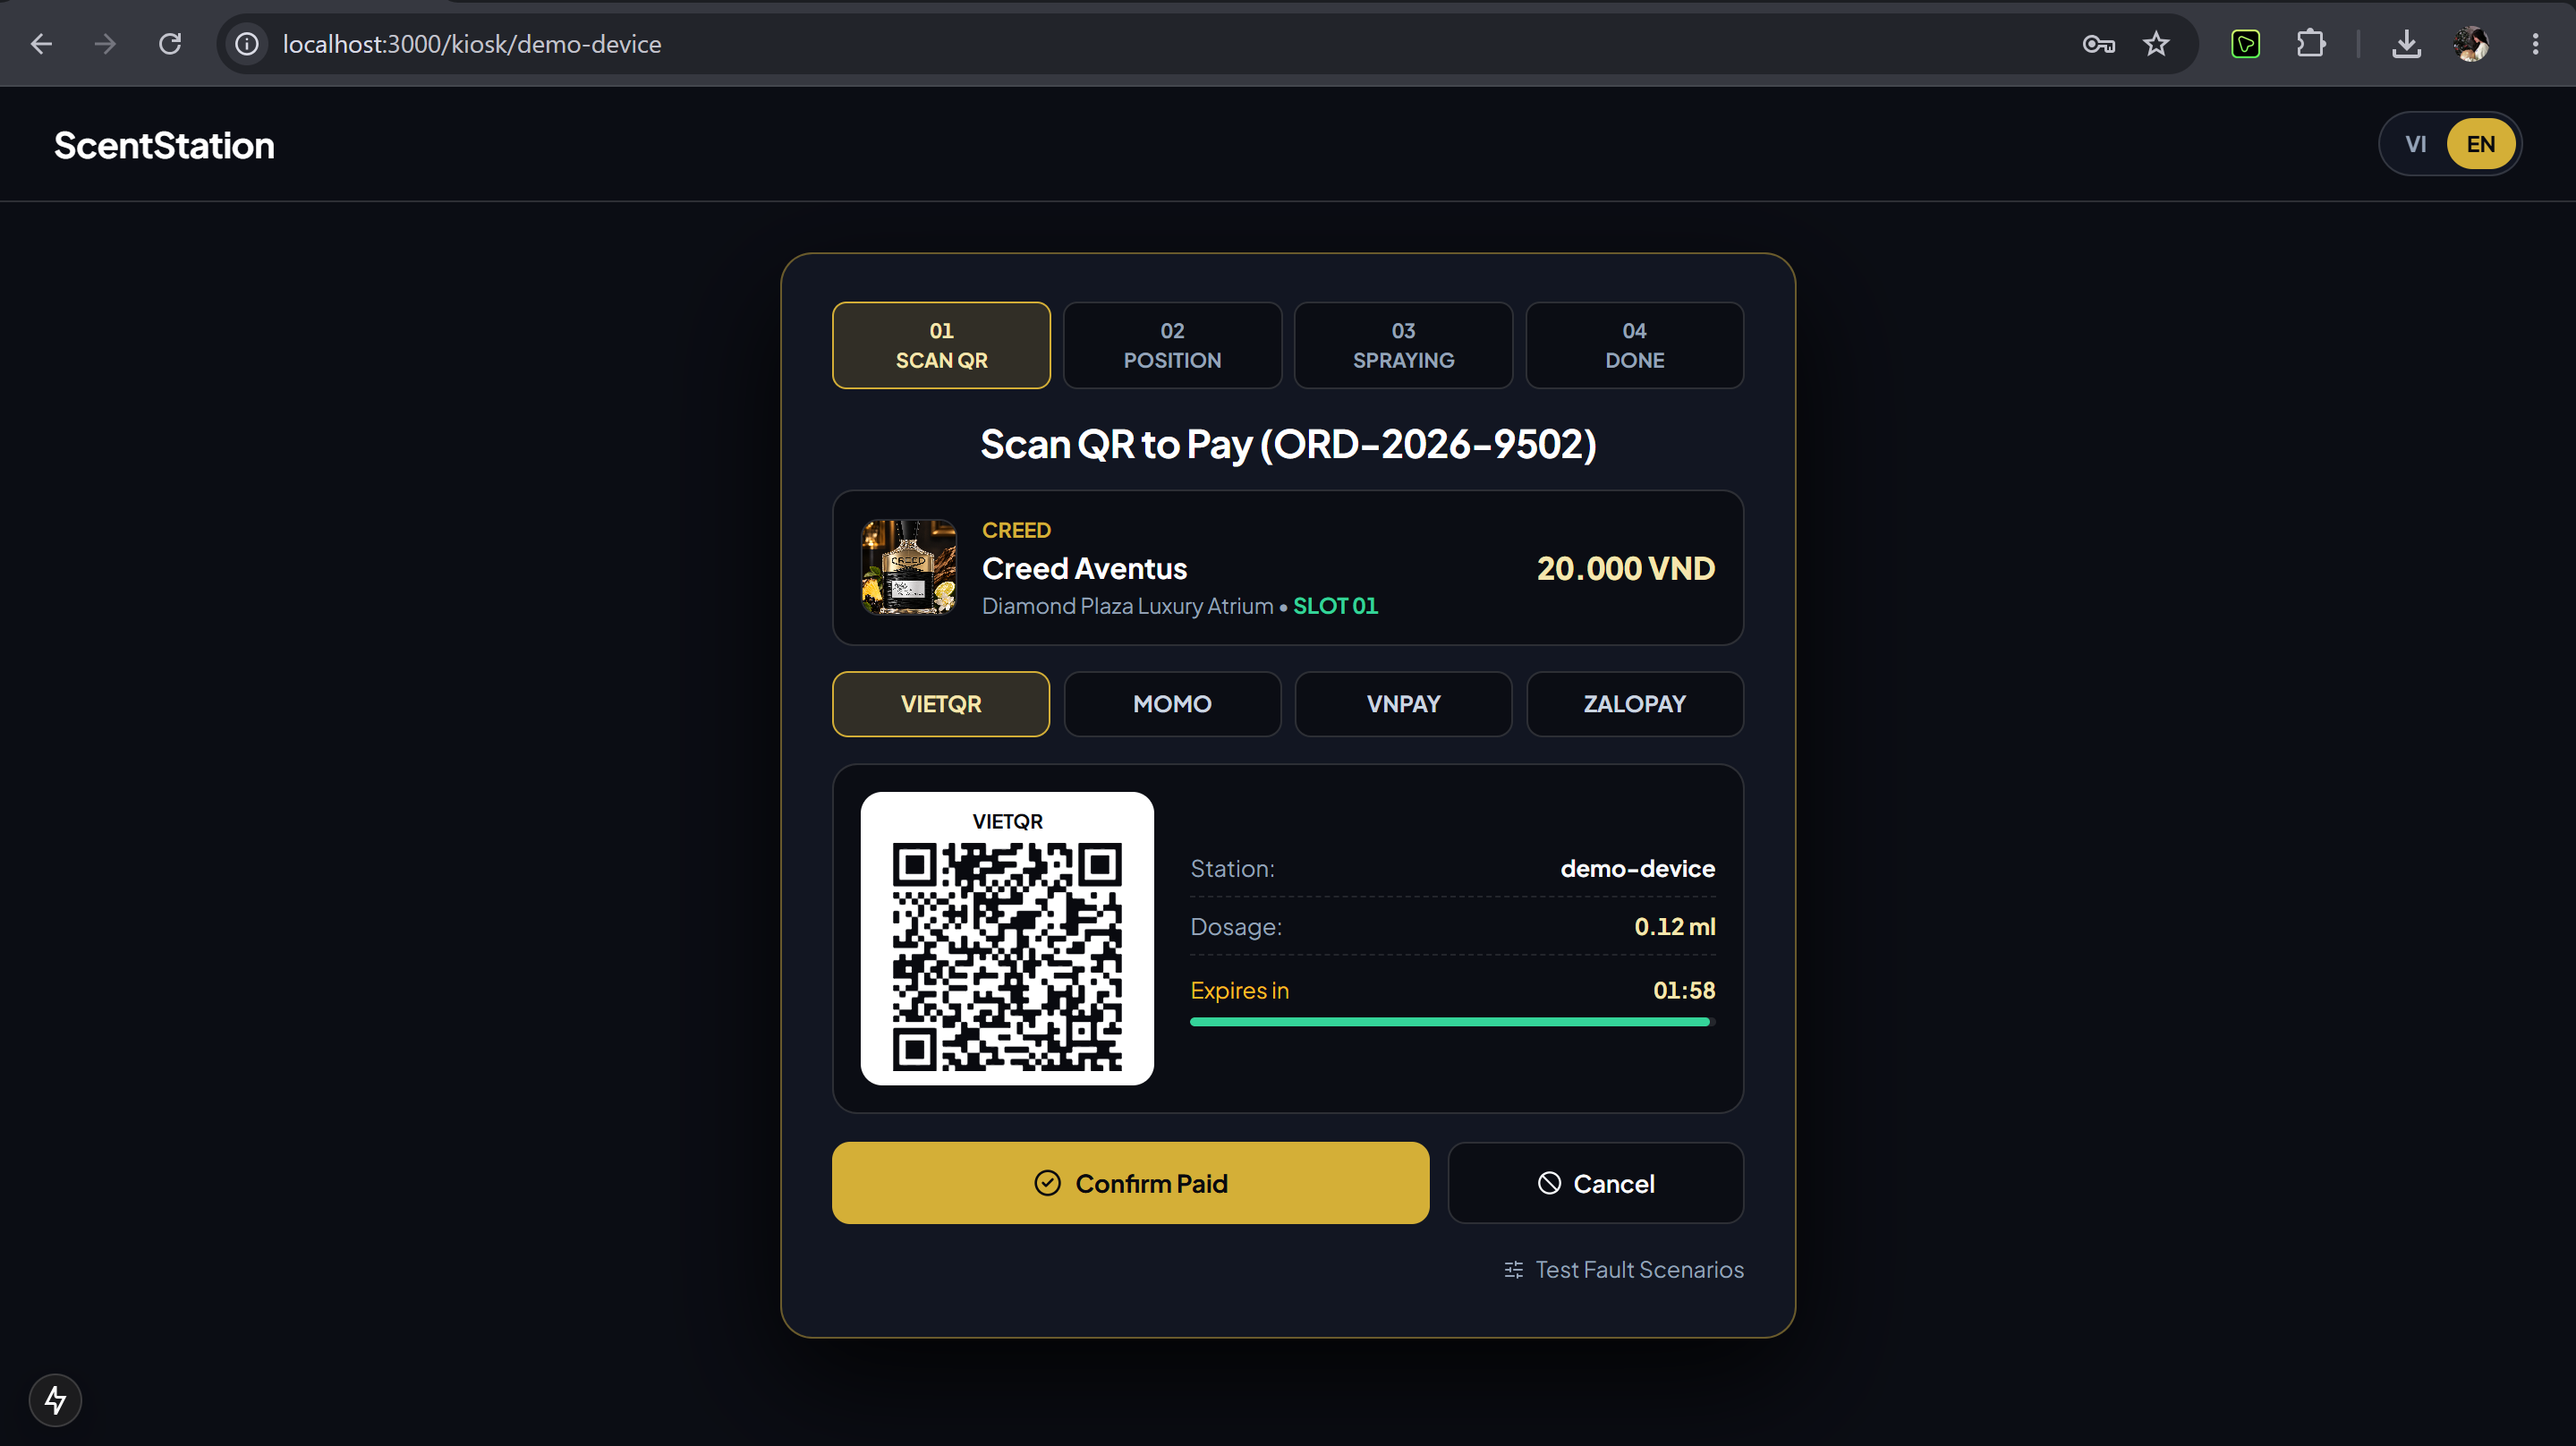 localhost:3000/kiosk/demo-device
ScentStation
VI
EN
01
SCAN QR
02
POSITION
03
SPRAYING
04
DONE
Scan QR to Pay (ORD-2026-9502)
CREED
CREED
Creed Aventus
Diamond Plaza Luxury Atrium • SLOT 01
20.000 VND
VIETQR
MOMO
VNPAY
ZALOPAY
VIETQR
Station:
demo-device
Dosage:
0.12 ml
Expires in
01:58
Confirm Paid
Cancel
Test Fault Scenarios